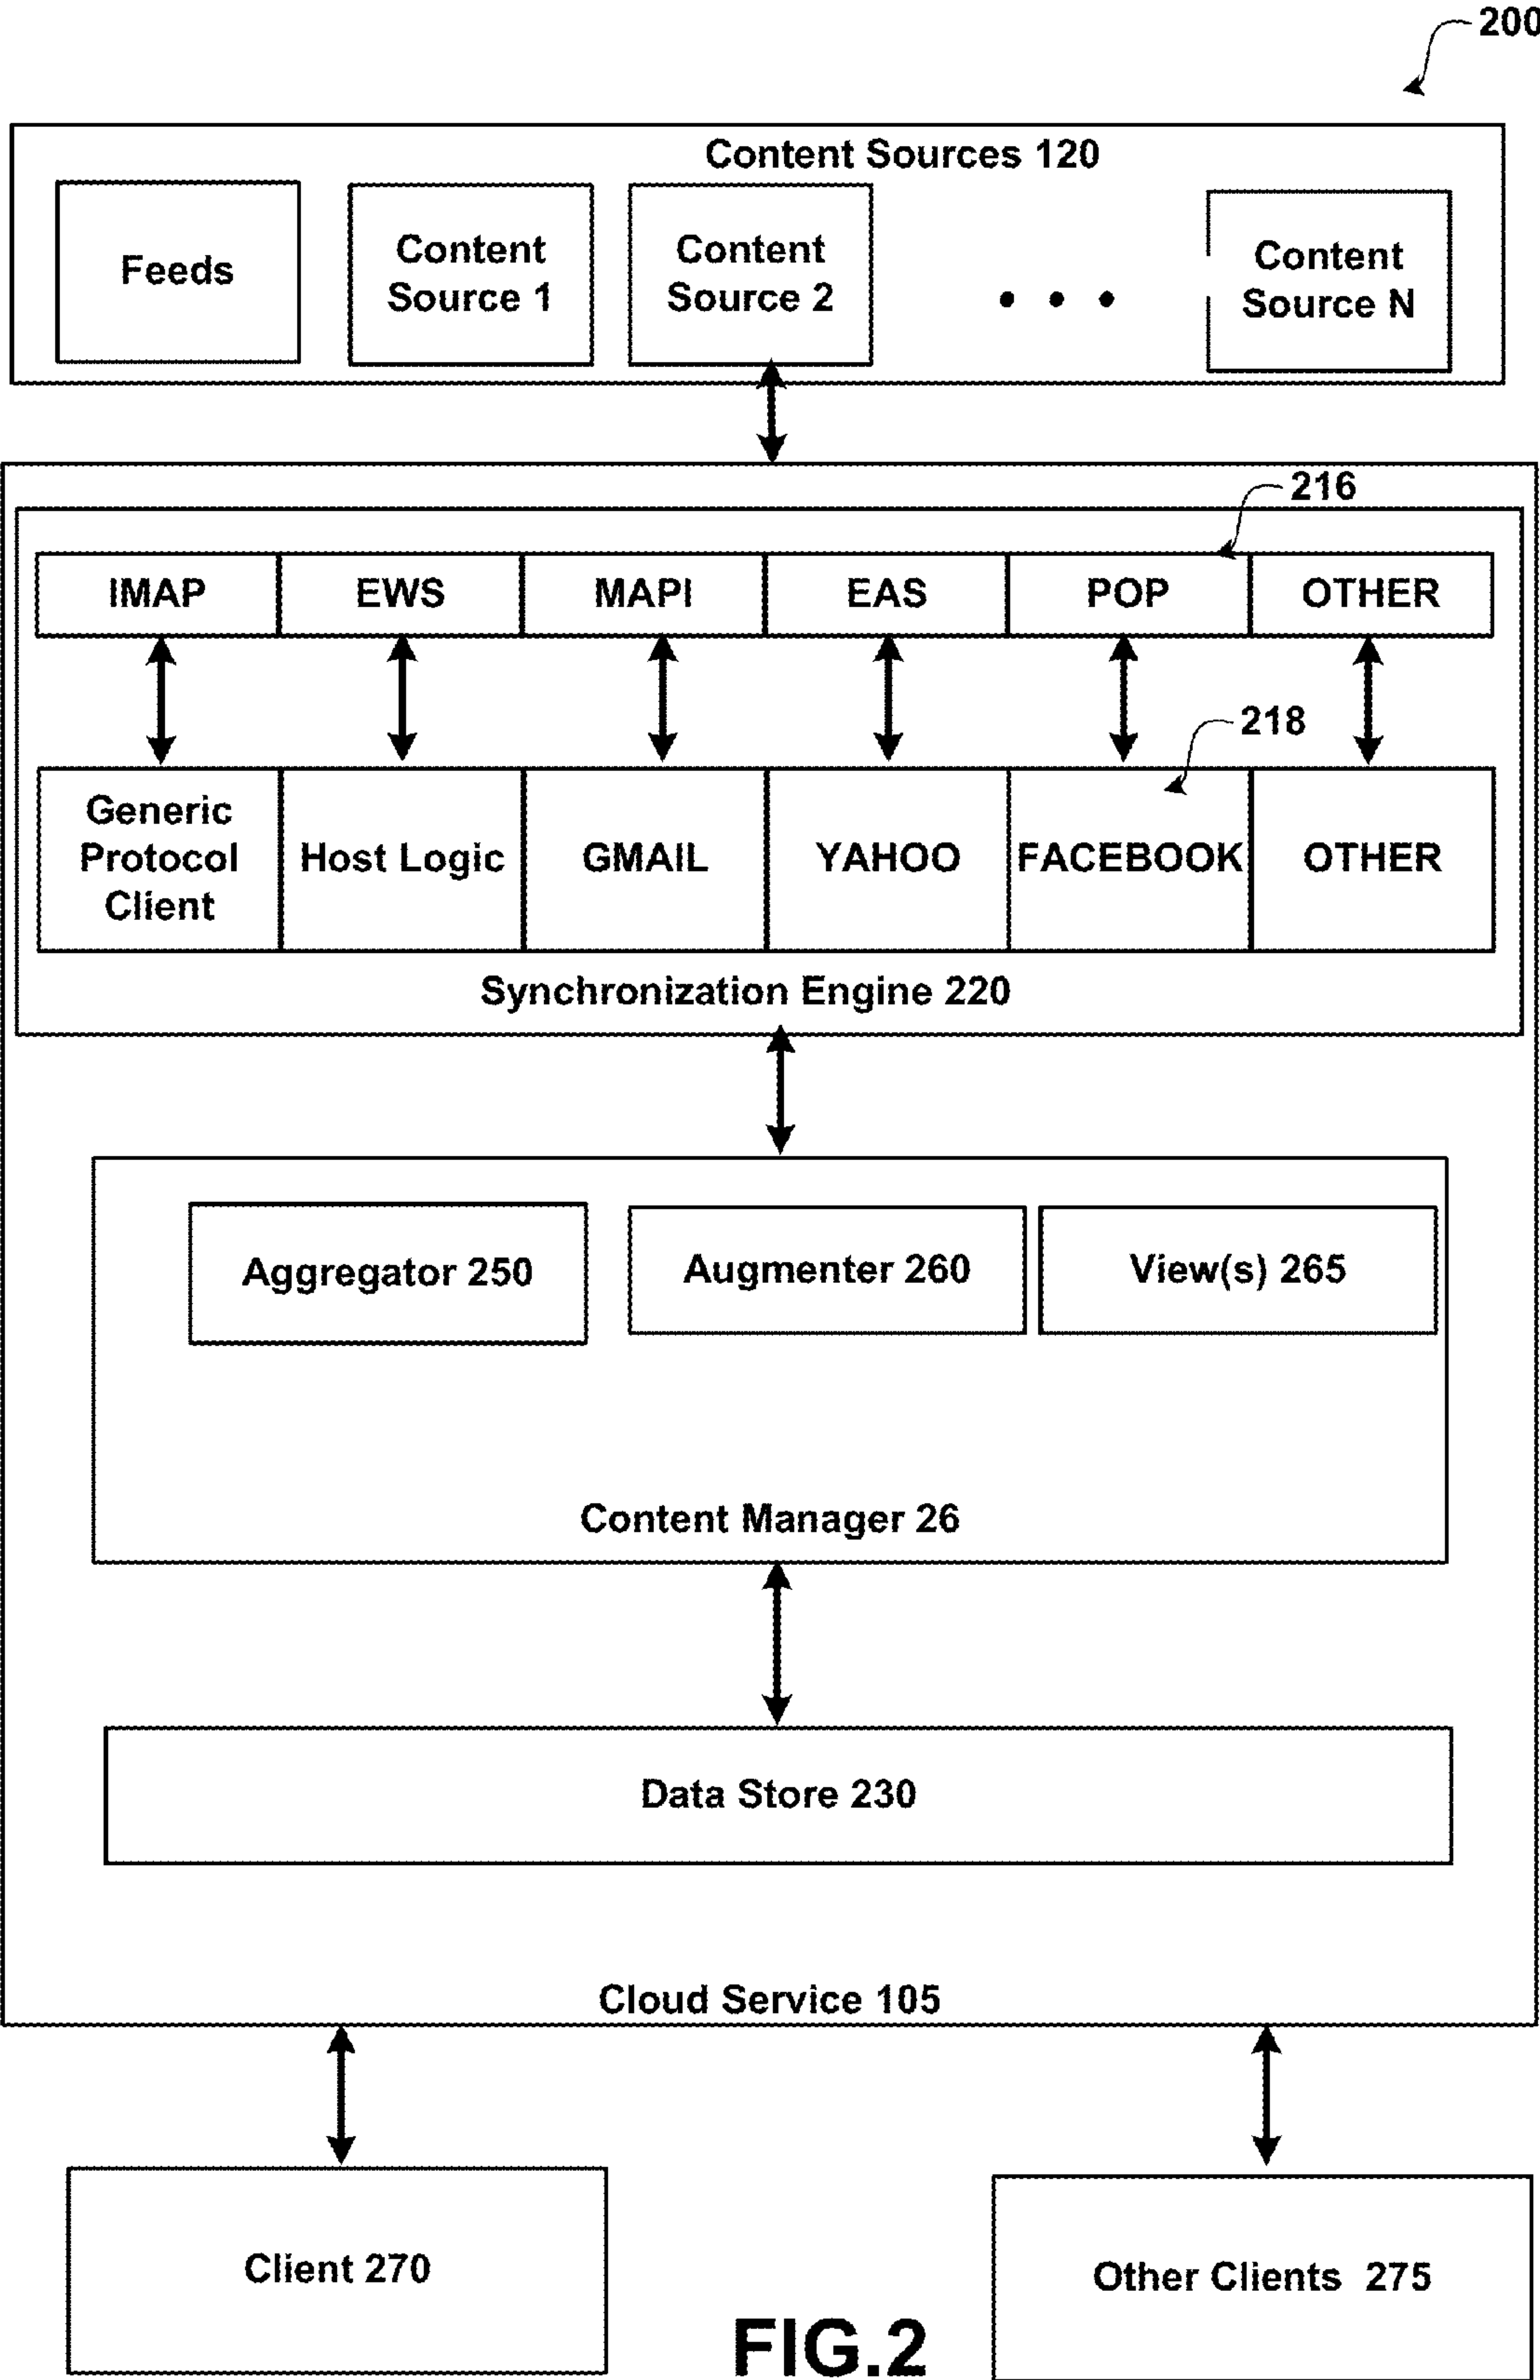 200
Content Sources 120
Feeds
Content
Source 1
Content
Source 2
• • •
Content
Source N
216
IMAP
EWS
MAPI
EAS
POP
OTHER
218
Generic
Protocol
Client
Host Logic
GMAIL
YAHOO
FACEBOOK
OTHER
Synchronization Engine 220
Aggregator 250
Augmenter 260
View(s) 265
Content Manager 26
Data Store 230
Cloud Service 105
Client 270
Other Clients 275
FIG.2